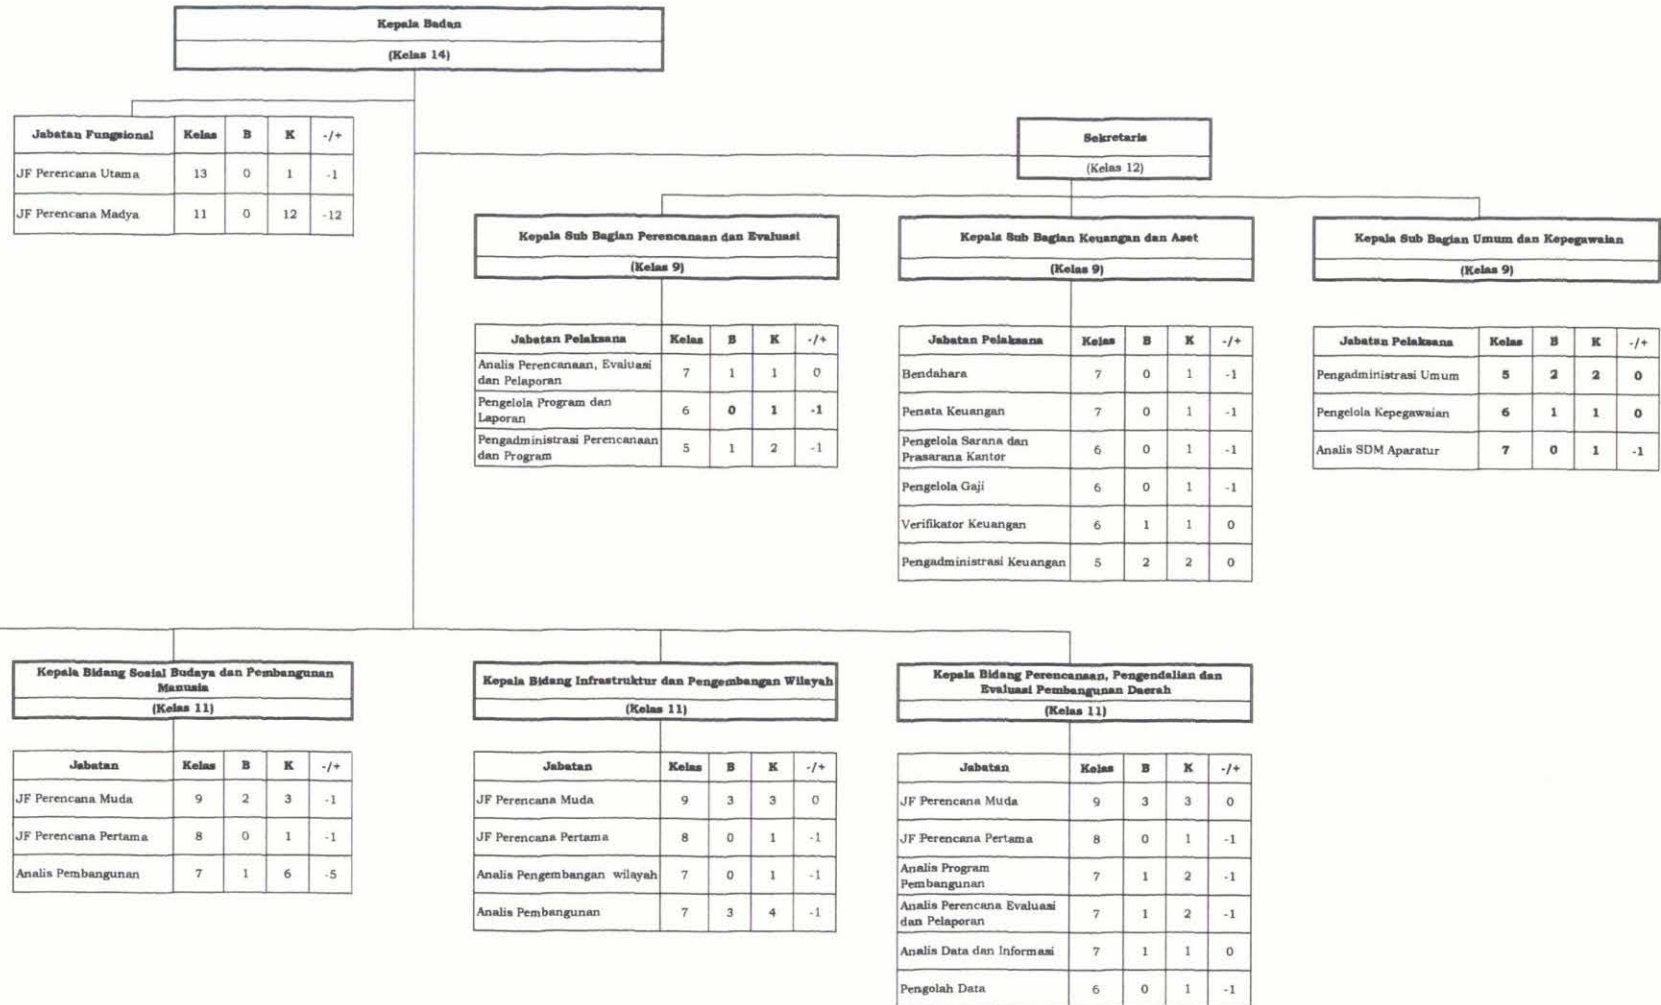 Kepala Badan
(Kelas 14)
Jabatan Fungsional Kelas B K -/+
JF Perencana Utama 13 0 1 -1
JF Perencana Madya 11 0 12 -12
Sekretaris
(Kelas 12)
Kepala Sub Bagian Perencanaan dan Evaluasi
(Kelas 9)
Jabatan Pelaksana Kelas B K -/+
Analis Perencanaan, Evaluasi
dan Pelaporan 7 1 1 0
Pengelola Program dan
Laporan 6 0 1 -1
Pengadministrasi Perencanaan
dan Program 5 1 2 -1
Kepala Sub Bagian Keuangan dan Aset
(Kelas 9)
Jabatan Pelaksana Kelas B K -/+
Bendahara 7 0 1 -1
Penata Keuangan 7 0 1 -1
Pengelola Sarana dan
Prasarana Kantor 6 0 1 -1
Pengelola Gaji 6 0 1 -1
Verifikator Keuangan 6 1 1 0
Pengadministrasi Keuangan 5 2 2 0
Kepala Sub Bagian Umum dan Kepegawaian
(Kelas 9)
Jabatan Pelaksana Kelas B K -/+
Pengadministrasi Umum 5 2 2 0
Pengelola Kepegawaian 6 1 1 0
Analis SDM Aparatur 7 0 1 -1
Kepala Bidang Sosial Budaya dan Pembangunan
Manusia
(Kelas 11)
Jabatan Kelas B K -/+
JF Perencana Muda 9 2 3 -1
JF Perencana Pertama 8 0 1 -1
Analis Pembangunan 7 1 6 -5
Kepala Bidang Infrastruktur dan Pengembangan Wilayah
(Kelas 11)
Jabatan Kelas B K -/+
JF Perencana Muda 9 3 3 0
JF Perencana Pertama 8 0 1 -1
Analis Pengembangan wilayah 7 0 1 -1
Analis Pembangunan 7 3 4 -1
Kepala Bidang Perencanaan, Pengendalian dan
Evaluasi Pembangunan Daerah
(Kelas 11)
Jabatan Kelas B K -/+
JF Perencana Muda 9 3 3 0
JF Perencana Pertama 8 0 1 -1
Analis Program
Pembangunan 7 1 2 -1
Analis Perencana Evaluasi
dan Pelaporan 7 1 2 -1
Analis Data dan Informasi 7 1 1 0
Pengolah Data 6 0 1 -1